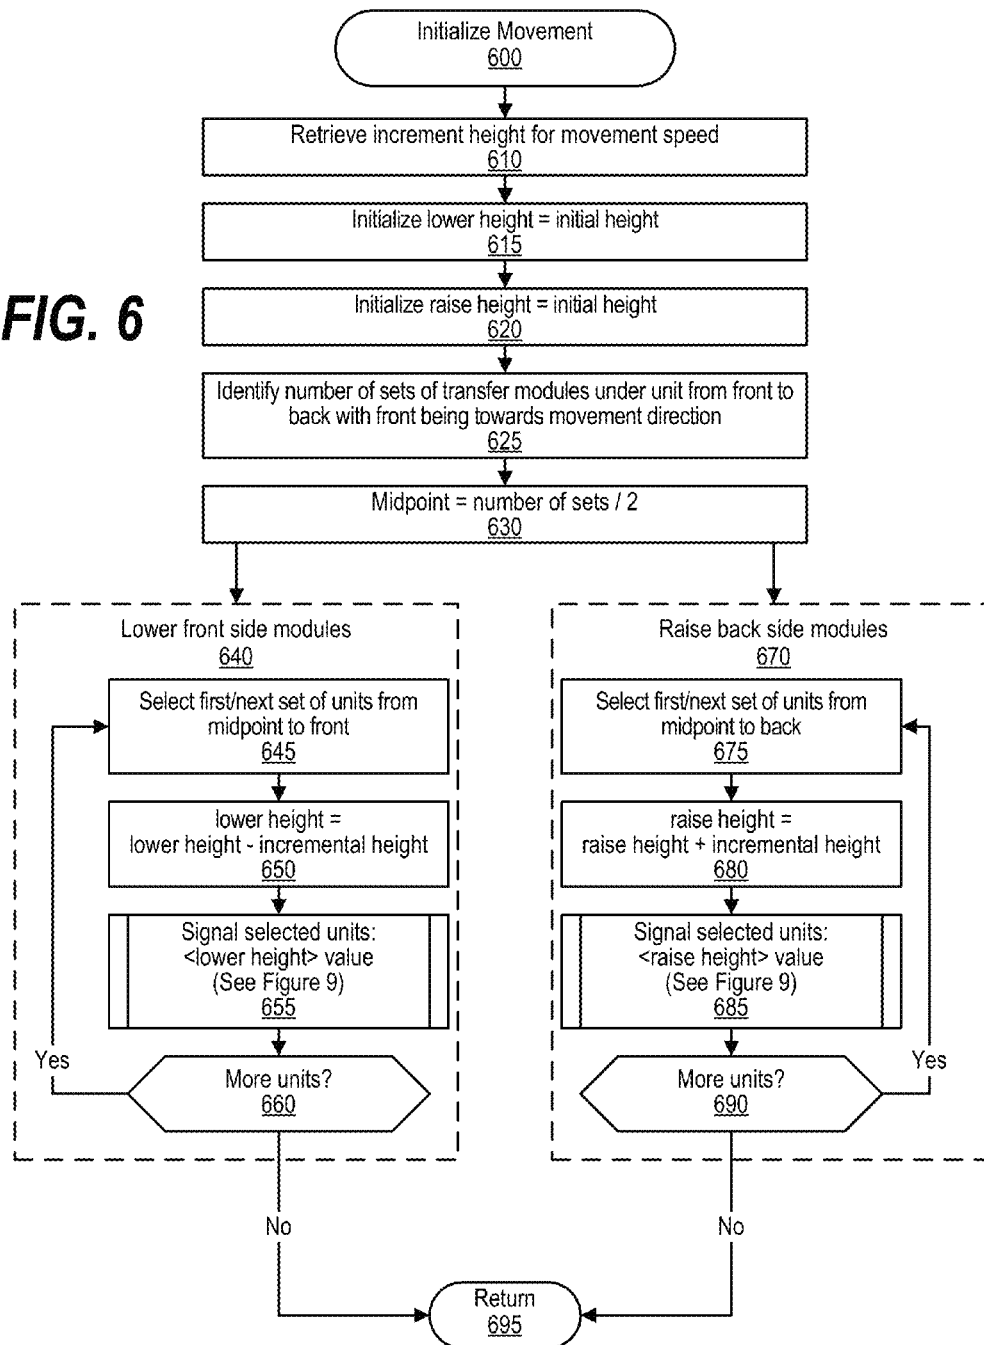 Initialize Movement
600
Retrieve increment height for movement speed
610
Initialize lower height = initial height
615
FIG. 6
Initialize raise height = initial height
620
Identify number of sets of transfer modules under unit from front to
back with front being towards movement direction
625
Midpoint = number of sets / 2
630
Lower front side modules
640
Select first/next set of units from
midpoint to front
645
lower height =
lower height - incremental height
650
Signal selected units:
<lower height> value
(See Figure 9)
655
More units?
660
Yes
No
Raise back side modules
670
Select first/next set of units from
midpoint to back
675
raise height =
raise height + incremental height
680
Signal selected units:
<raise height> value
(See Figure 9)
685
More units?
690
Yes
No
Return
695